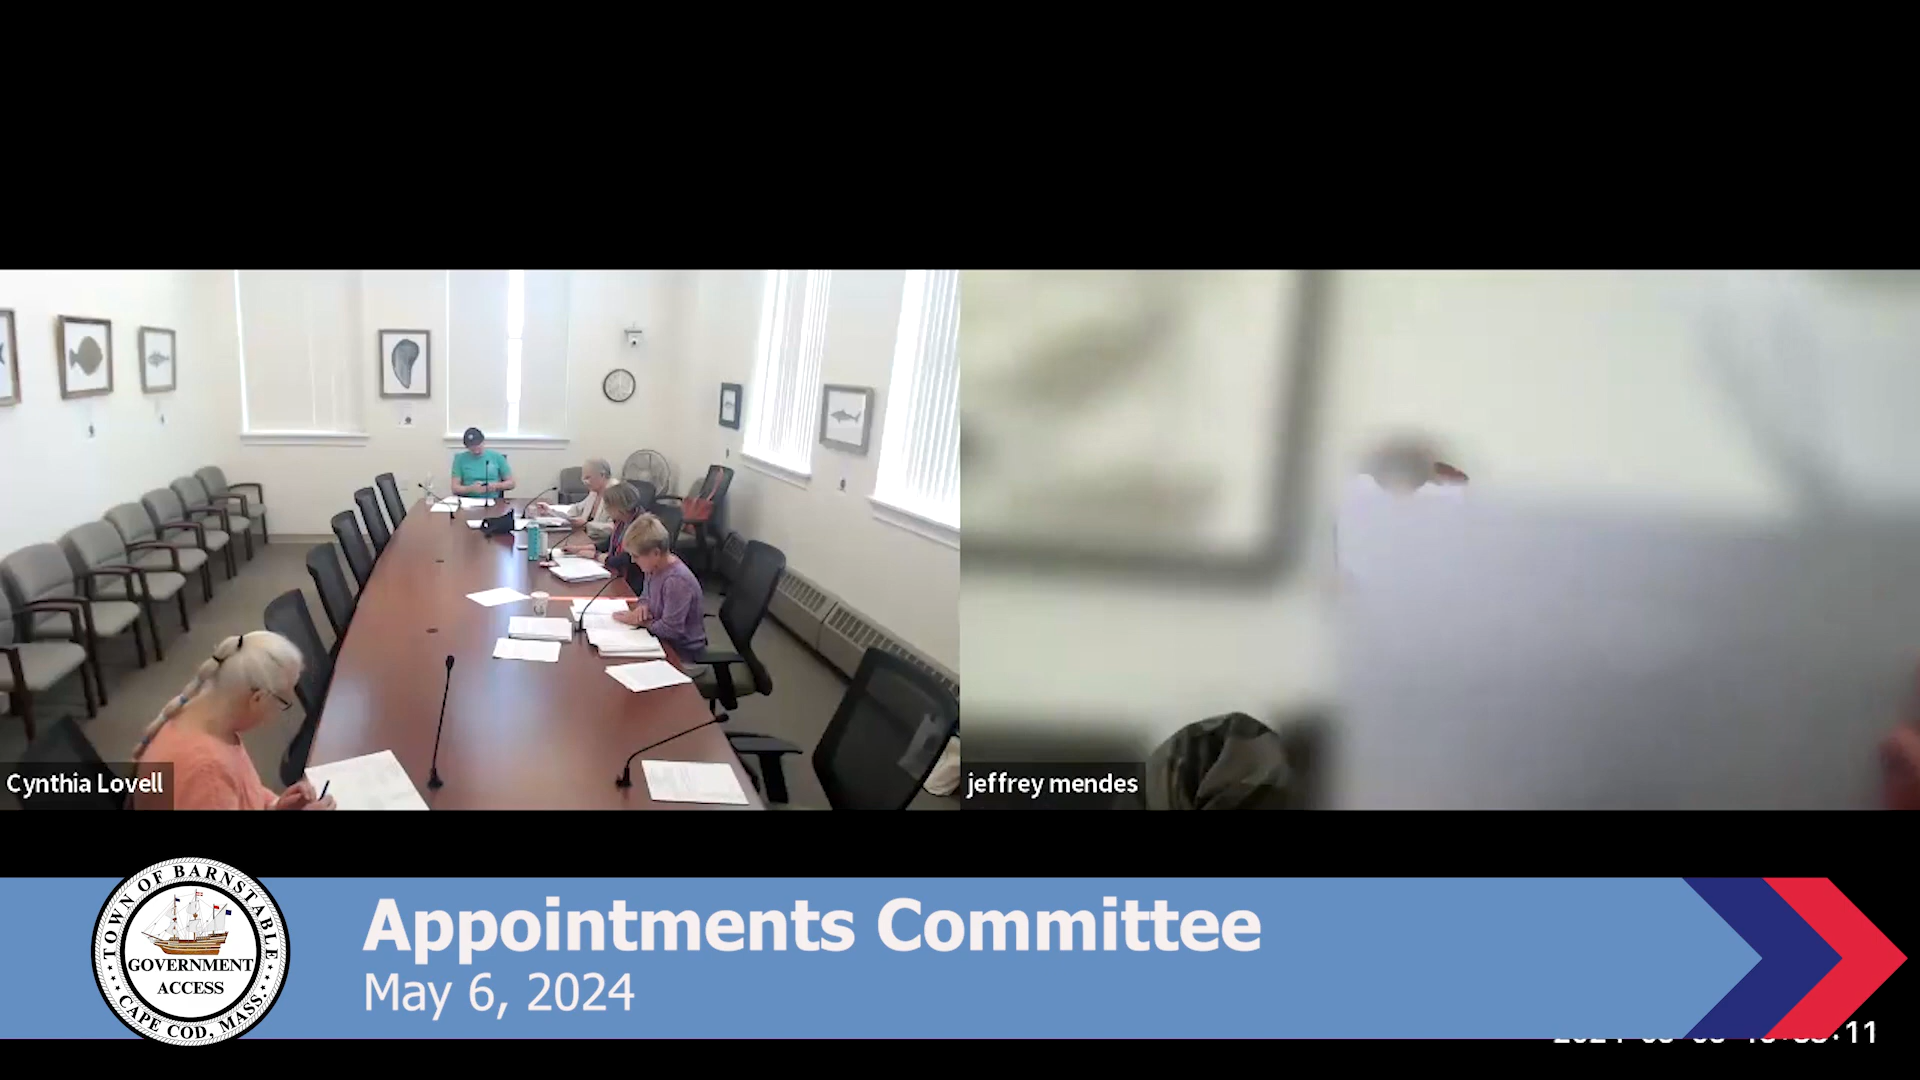 Cynthia Lovell
jeffrey mendes
TOWN OF BARNSTABLE
GOVERNMENT
ACCESS
CAPE COD, MASS.
Appointments Committee
May 6, 2024